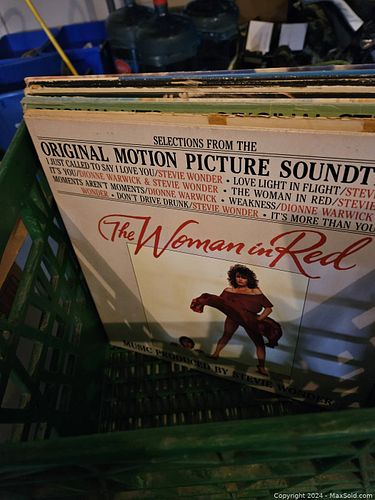 SELECTIONS FROM THE
ORIGINAL MOTION PICTURE SOUNDT
I JUST CALLED TO SAY I LOVE YOU/STEVIE WONDER • LOVE LIGHT IN FLIGHT/STEV
IT'S YOU/DIONNE WARWICK & STEVIE WONDER • THE WOMAN IN RED/STEVIE
MOMENTS AREN'T MOMENTS/DIONNE WARWICK • WEAKNESS/DIONNE WARWICK
WONDER • DON'T DRIVE DRUNK/STEVIE WONDER • IT'S MORE THAN YOU
The Woman in Red
MUSIC PRODUCED BY STEVIE WONDER
Copyright 2024 - MaxSold.com